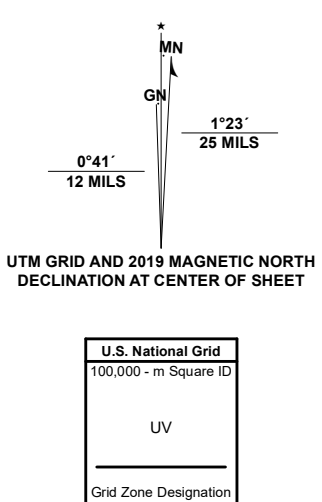 ★
MN
GN
1°23´
25 MILS
0°41´
12 MILS
UTM GRID AND 2019 MAGNETIC NORTH
DECLINATION AT CENTER OF SHEET
U.S. National Grid
100,000 - m Square ID
UV
Grid Zone Designation